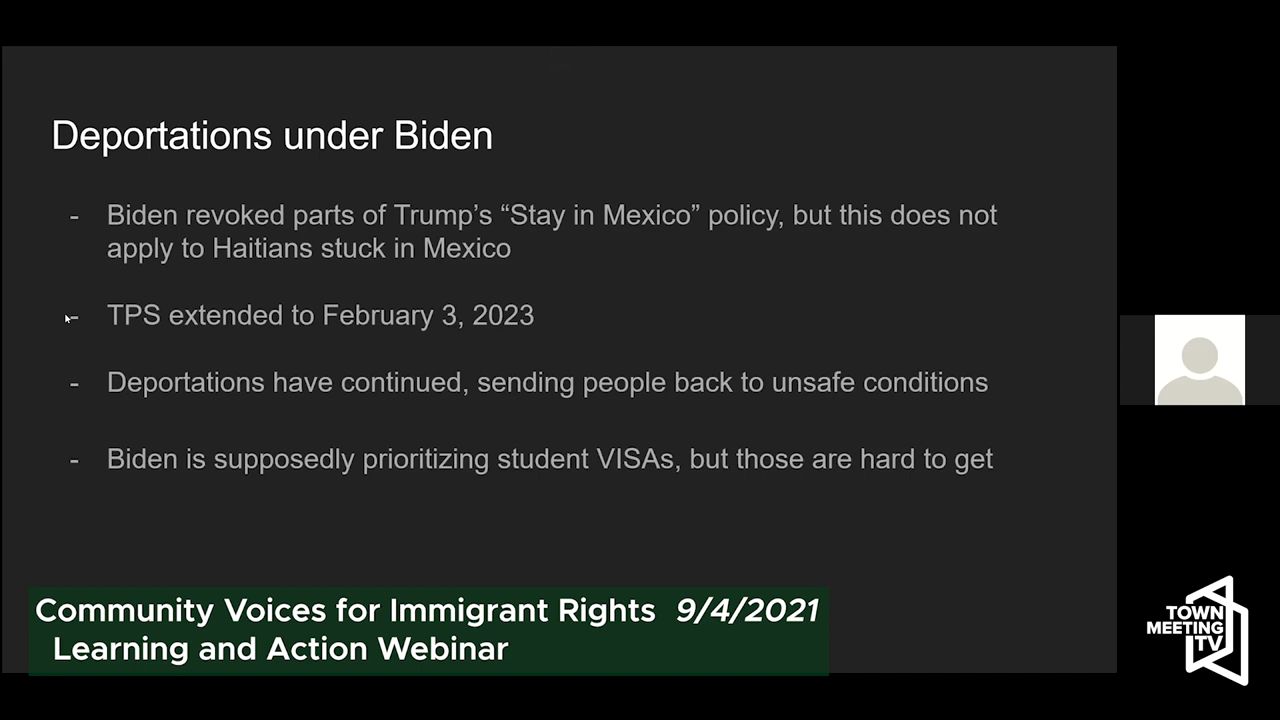 Deportations under Biden
- Biden revoked parts of Trump’s “Stay in Mexico” policy, but this does not
apply to Haitians stuck in Mexico
- TPS extended to February 3, 2023
- Deportations have continued, sending people back to unsafe conditions
- Biden is supposedly prioritizing student VISAs, but those are hard to get
Community Voices for Immigrant Rights 9/4/2021
Learning and Action Webinar
TOWN
MEETING
TV